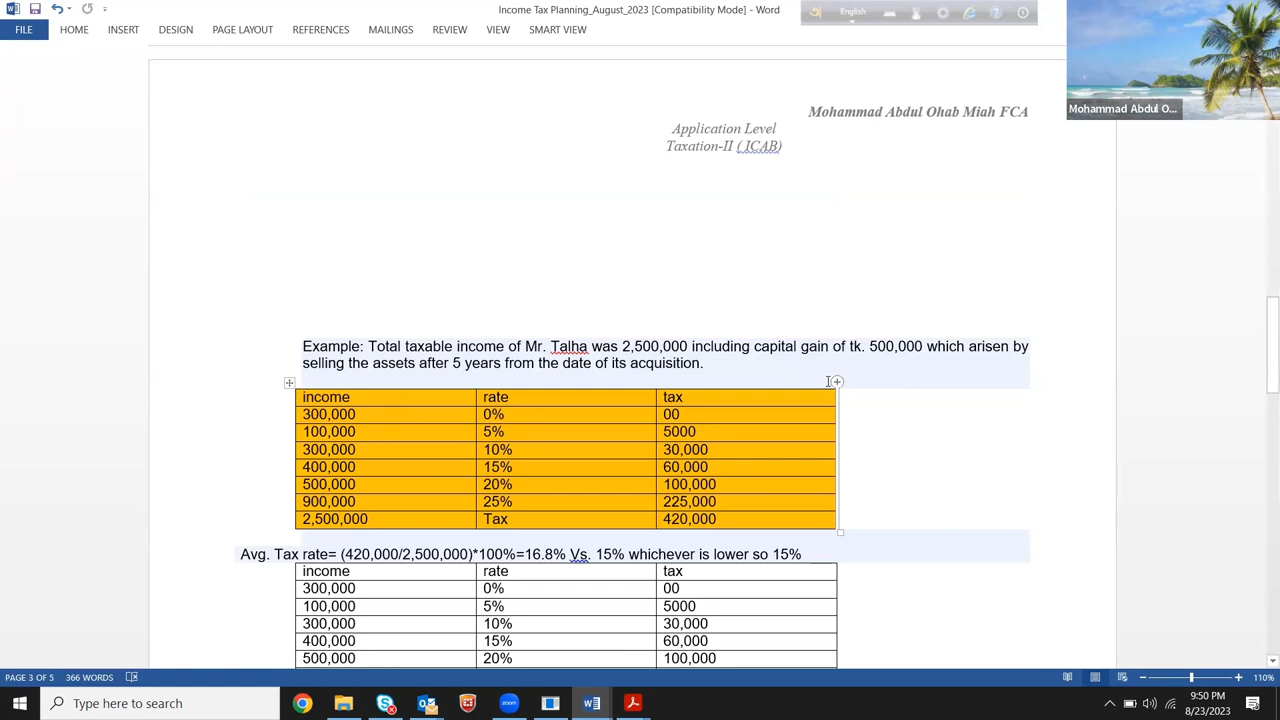 Income Tax Planning_August_2023 [Compatibility Mode] - Word
English
FILE HOME INSERT DESIGN PAGE LAYOUT REFERENCES MAILINGS REVIEW VIEW SMART VIEW
Mohammad Abdul O...
Mohammad Abdul Ohab Miah FCA
Application Level
Taxation-II ( ICAB)
Example: Total taxable income of Mr. Talha was 2,500,000 including capital gain of tk. 500,000 which arisen by
selling the assets after 5 years from the date of its acquisition.
income rate tax
300,000 0% 00
100,000 5% 5000
300,000 10% 30,000
400,000 15% 60,000
500,000 20% 100,000
900,000 25% 225,000
2,500,000 Tax 420,000
Avg. Tax rate= (420,000/2,500,000)*100%=16.8% Vs. 15% whichever is lower so 15%
income rate tax
300,000 0% 00
100,000 5% 5000
300,000 10% 30,000
400,000 15% 60,000
500,000 20% 100,000
PAGE 3 OF 5 366 WORDS 110%
Type here to search
9:50 PM
8/23/2023